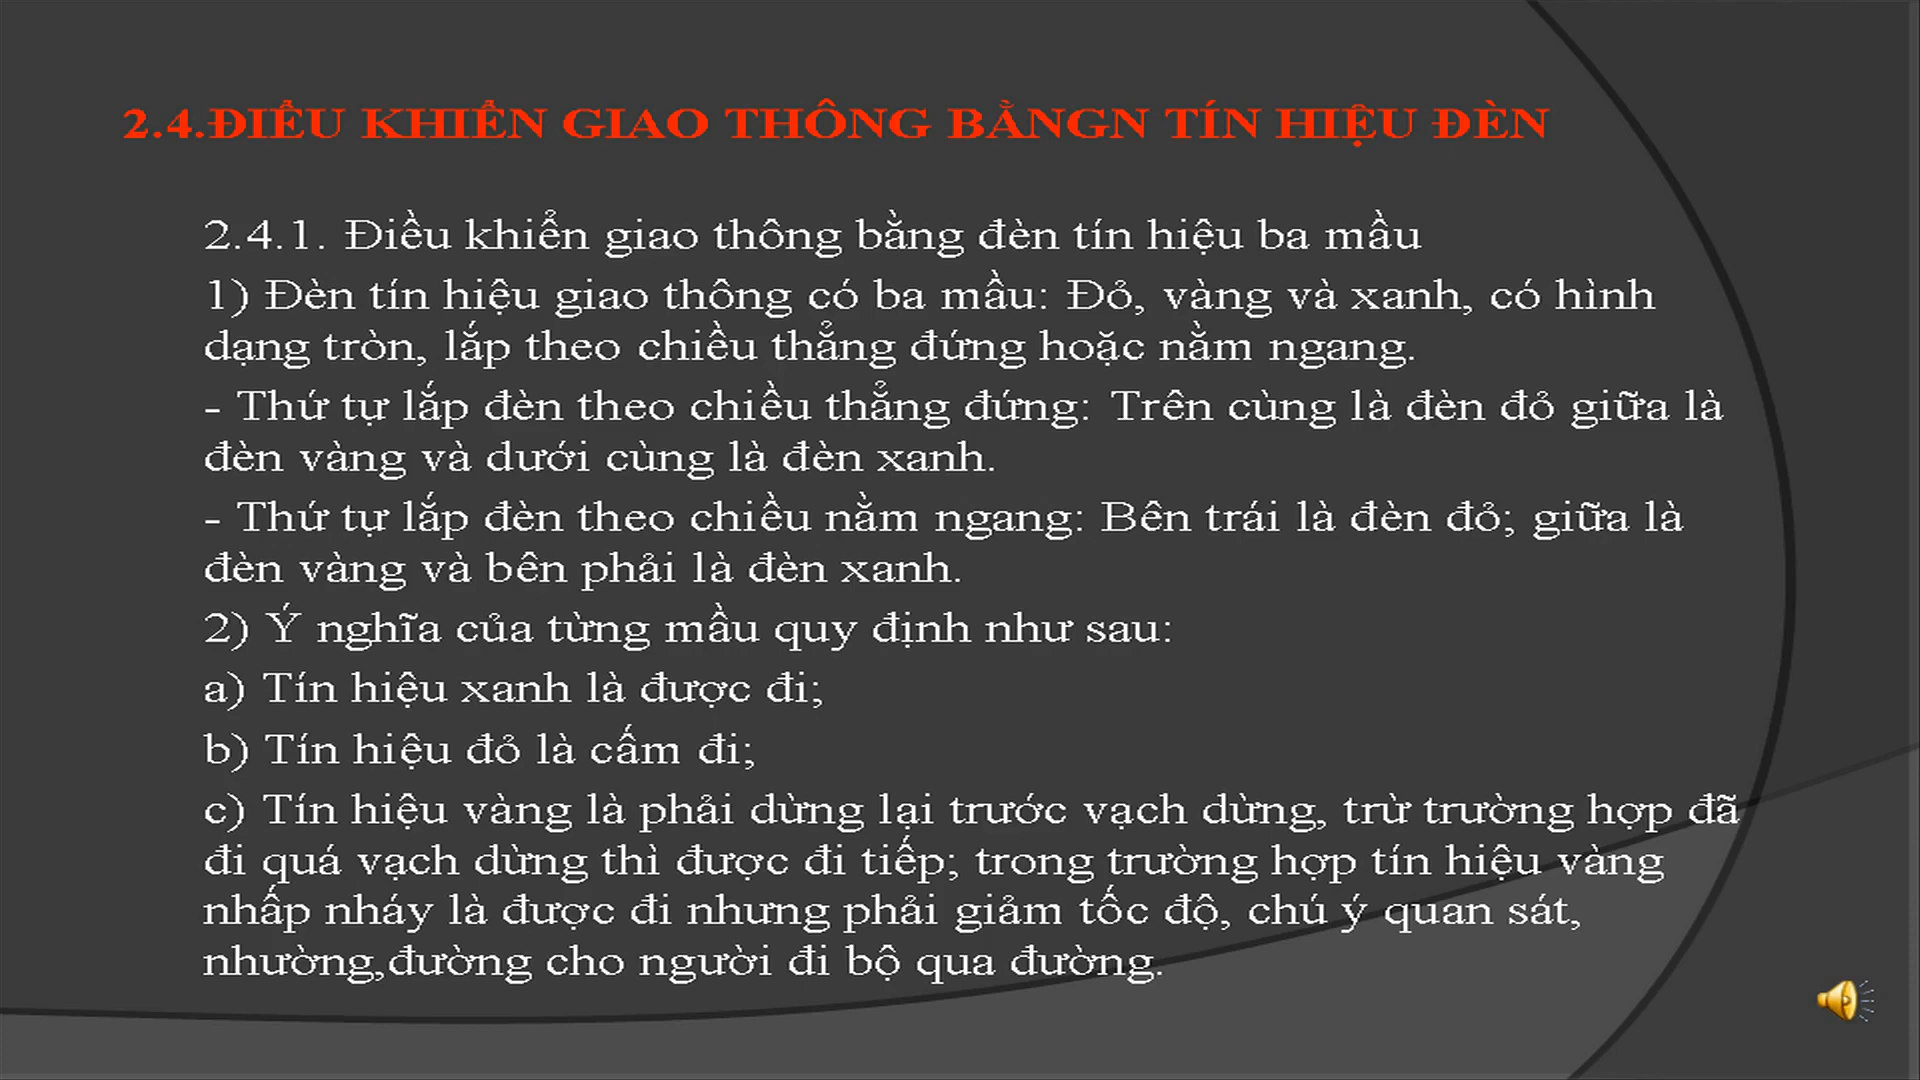 2.4.ĐIỂU KHIỂN GIAO THÔNG BẰNGN TÍN HIỆU ĐÈN
2.4.1. Điều khiển giao thông bằng đèn tín hiệu ba mầu
1) Đèn tín hiệu giao thông có ba mầu: Đỏ, vàng và xanh, có hình
dạng tròn, lắp theo chiều thẳng đứng hoặc nằm ngang.
- Thứ tự lắp đèn theo chiều thẳng đứng: Trên cùng là đèn đỏ giữa là
đèn vàng và dưới cùng là đèn xanh.
- Thứ tự lắp đèn theo chiều nằm ngang: Bên trái là đèn đỏ; giữa là
đèn vàng và bên phải là đèn xanh.
2) Ý nghĩa của từng mầu quy định như sau:
a) Tín hiệu xanh là được đi;
b) Tín hiệu đỏ là cấm đi;
c) Tín hiệu vàng là phải dừng lại trước vạch dừng, trừ trường hợp đã
đi quá vạch dừng thì được đi tiếp; trong trường hợp tín hiệu vàng
nhấp nháy là được đi nhưng phải giảm tốc độ, chú ý quan sát,
nhường,đường cho người đi bộ qua đường.